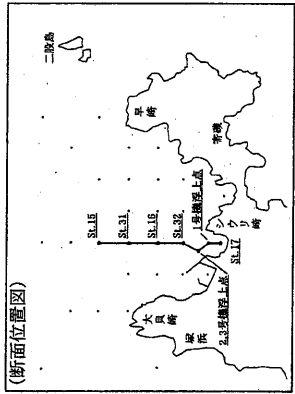 (断面位置図)
二股島
早崎
寄磯
St.15
St.31
St.16
St.32
1号機浮上点
シウリ崎
St.17
2,3号機浮上点
大貝崎
坂浜